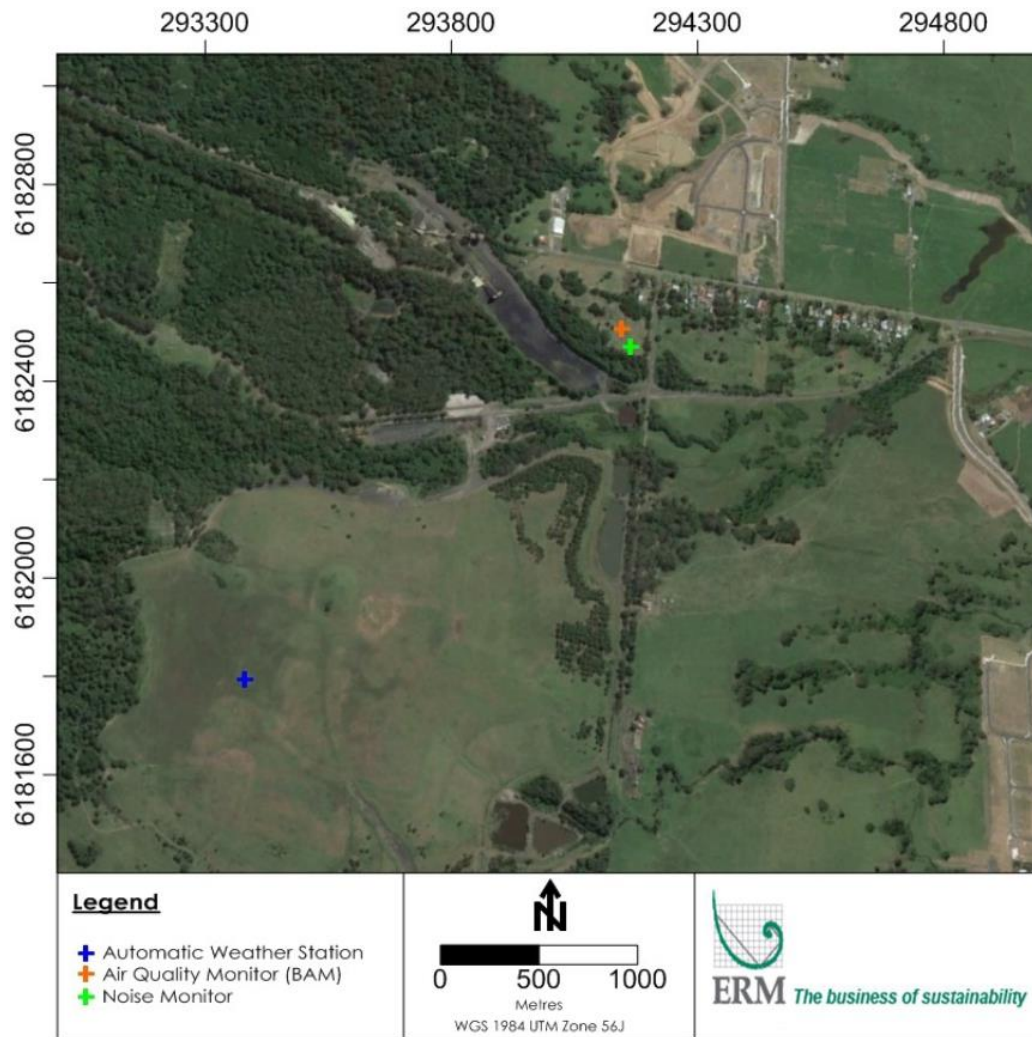 293300 293800 294300 294800
6182800
6182400
6182000
6181600
Legend
Automatic Weather Station
Air Quality Monitor (BAM)
Noise Monitor
N
0 500 1000
Metres
WGS 1984 UTM Zone 56J
ERM The business of sustainability